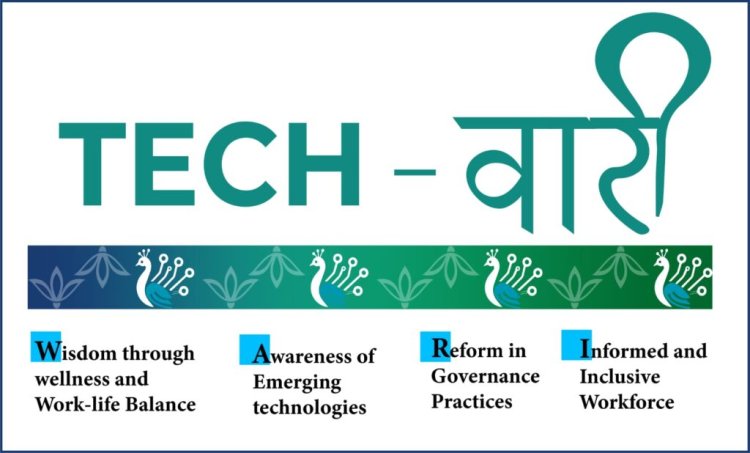 TECH – वारी
Wisdom through
wellness and
Work-life Balance
Awareness of
Emerging
technologies
Reform in
Governance
Practices
Informed and
Inclusive
Workforce